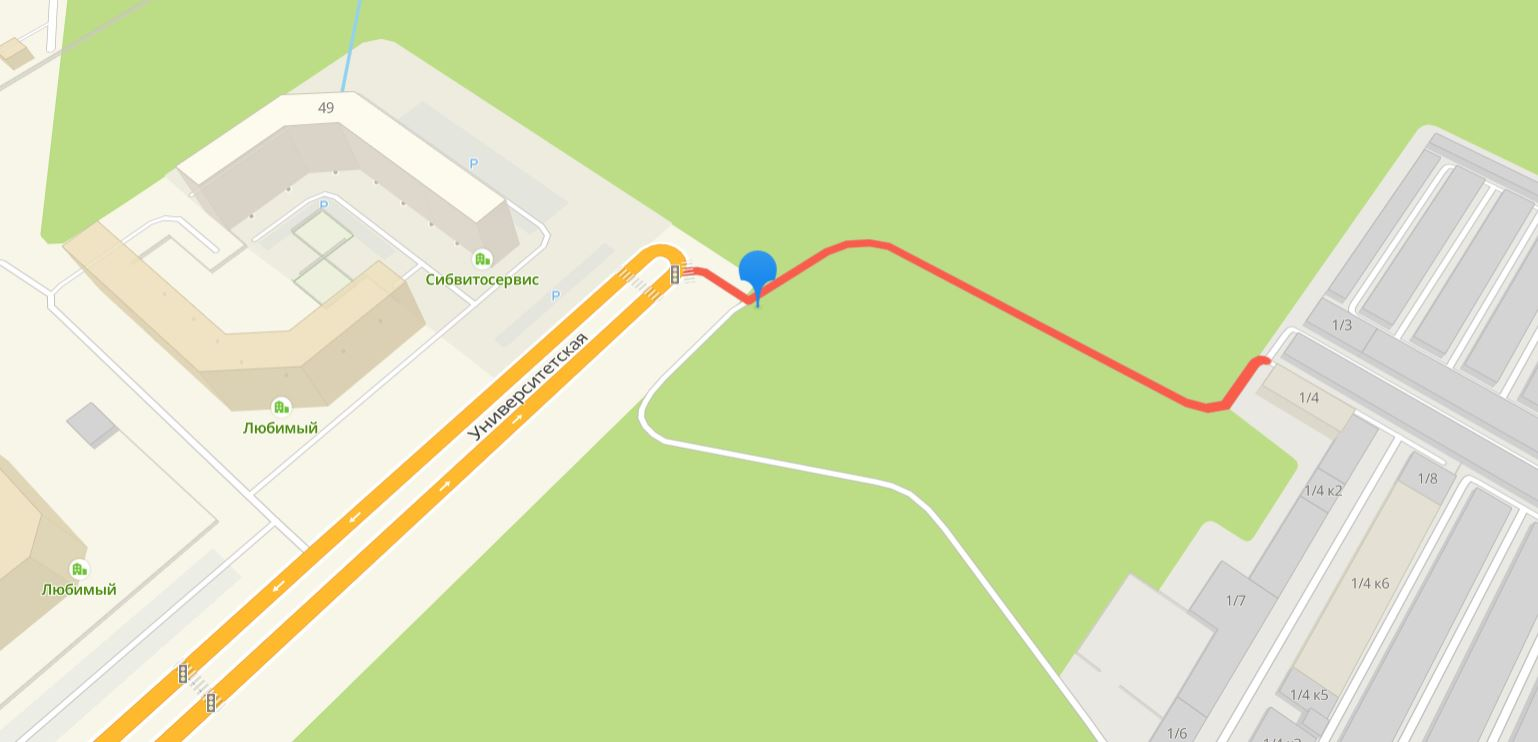 49
P
P
Сибвитосервис
P
Университетская
Любимый
Любимый
1/3
1/4
1/8
1/4 к2
1/4 к6
1/7
1/4 к5
1/6